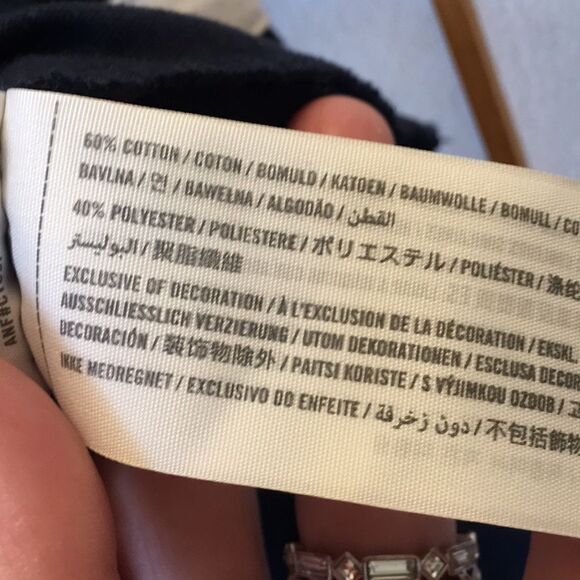 60% COTTON / COTON / BOMULD / KATOEN / BAUMWOLLE / BOMULL / CO
BAVLNA / 면 / BAWEŁNA / ALGODÃO / القطن
40% POLYESTER / POLIESTERE / ポリエステル / POLIÉSTER / 涤纶
البوليستر / 聚脂纖維
EXCLUSIVE OF DECORATION / À L'EXCLUSION DE LA DÉCORATION / EKSKL.
AUSSCHLIESSLICH VERZIERUNG / UTOM DEKORATIONEN / ESCLUSA DECOR
DECORACIÓN / 装饰物除外 / PAITSI KORISTE / S VÝJIMKOU OZDOB /
IKKE MEDREGNET / EXCLUSIVO DO ENFEITE / دون زخرفة / 不包括飾物